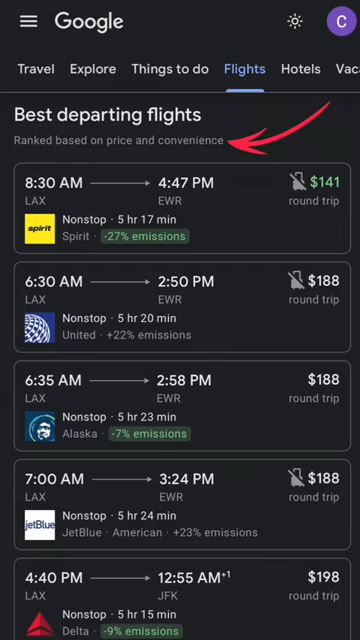 Google
C
Travel Explore Things to do Flights Hotels Vac
Best departing flights
Ranked based on price and convenience
8:30 AM 4:47 PM $141
LAX EWR round trip
spirit
Nonstop · 5 hr 17 min
Spirit · -27% emissions
6:30 AM 2:50 PM $188
LAX EWR round trip
Nonstop · 5 hr 20 min
United · +22% emissions
6:35 AM 2:58 PM $188
LAX EWR round trip
Nonstop · 5 hr 23 min
Alaska · -7% emissions
7:00 AM 3:24 PM $188
LAX EWR round trip
jetBlue
Nonstop · 5 hr 24 min
JetBlue · American · +23% emissions
4:40 PM 12:55 AM+1 $198
LAX JFK round trip
Nonstop · 5 hr 15 min
Delta · -9% emissions